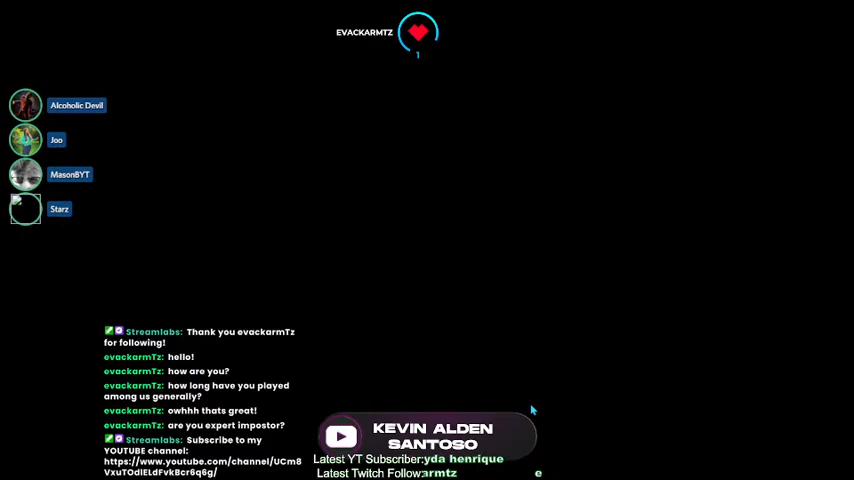 EVACKARMTZ
1
Alcoholic Devil
Joo
MasonBYT
Starz
Streamlabs: Thank you evackarmTz
for following!
evackarmTz: hello!
evackarmTz: how are you?
evackarmTz: how long have you played
among us generally?
evackarmTz: owhhh thats great!
evackarmTz: are you expert impostor?
Streamlabs: Subscribe to my
YOUTUBE channel:
https://www.youtube.com/channel/UCm8
VxuTOdlELdFvkBcr6q6g/
KEVIN ALDEN
SANTOSO
Latest YT Subscriber:yda henrique
Latest Twitch Follow:armtz e